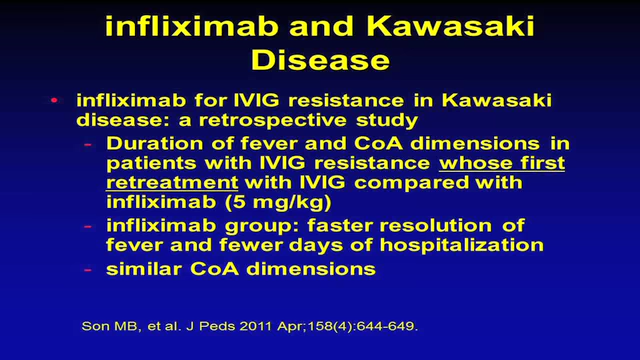 infliximab and Kawasaki
Disease
• infliximab for IVIG resistance in Kawasaki
disease: a retrospective study
- Duration of fever and CoA dimensions in
patients with IVIG resistance whose first
retreatment with IVIG compared with
infliximab (5 mg/kg)
- infliximab group: faster resolution of
fever and fewer days of hospitalization
- similar CoA dimensions
Son MB, et al. J Peds 2011 Apr;158(4):644-649.